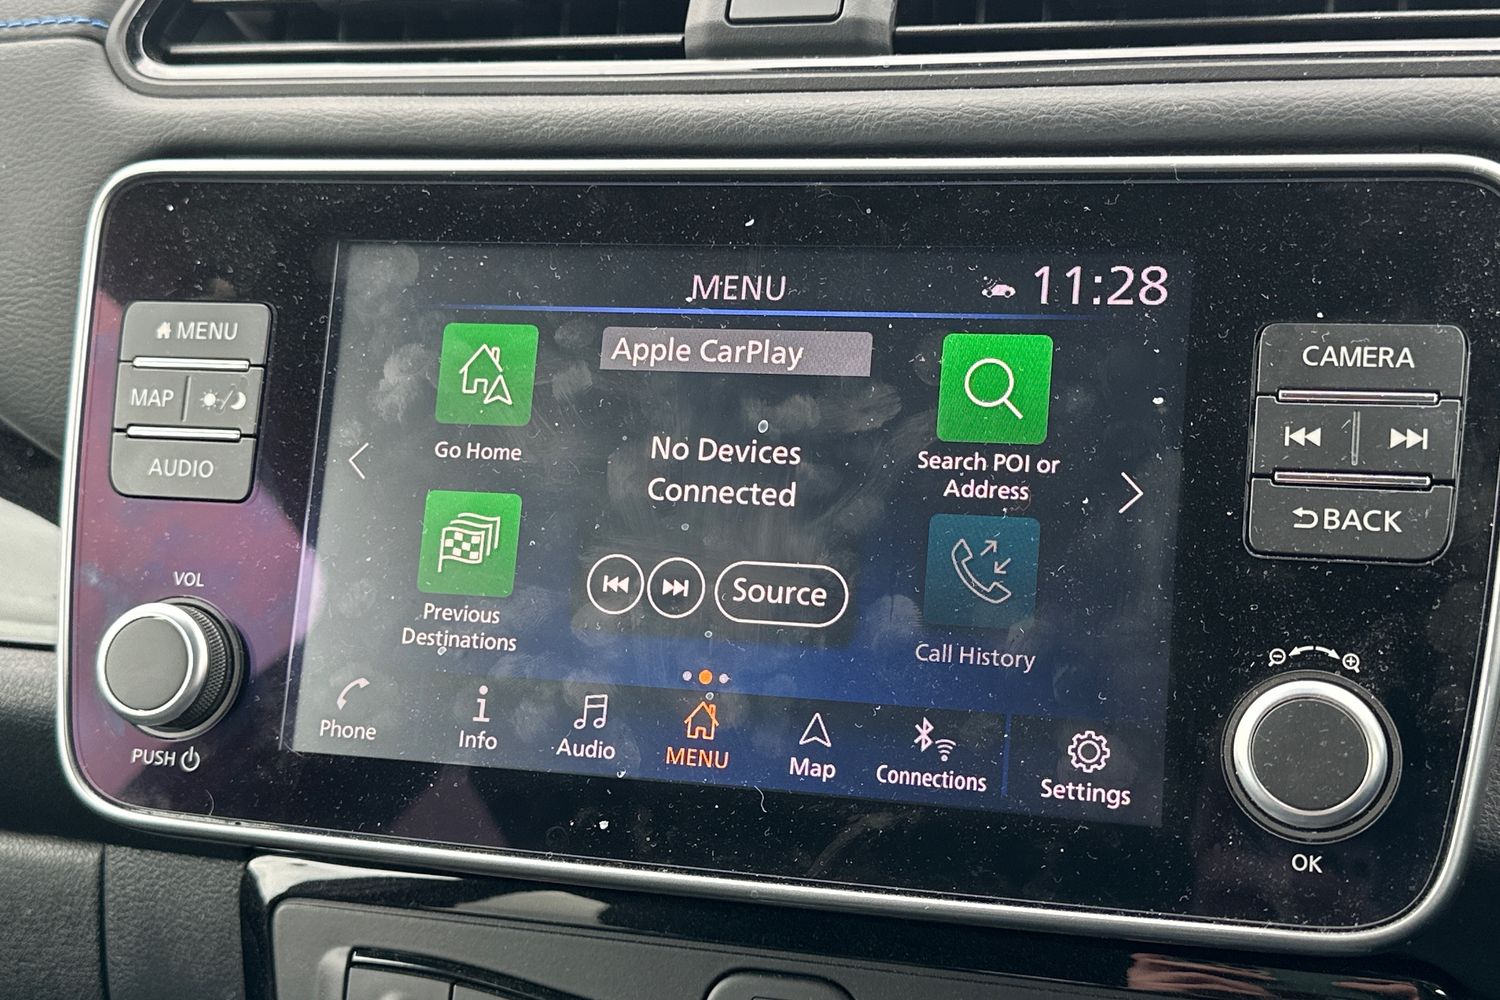 MENU
11:28
MENU
MAP
AUDIO
VOL
PUSH
Apple CarPlay
No Devices
Connected
Source
Go Home
Previous
Destinations
Search POI or
Address
Call History
Phone
Info
Audio
MENU
Map
Connections
Settings
CAMERA
BACK
OK